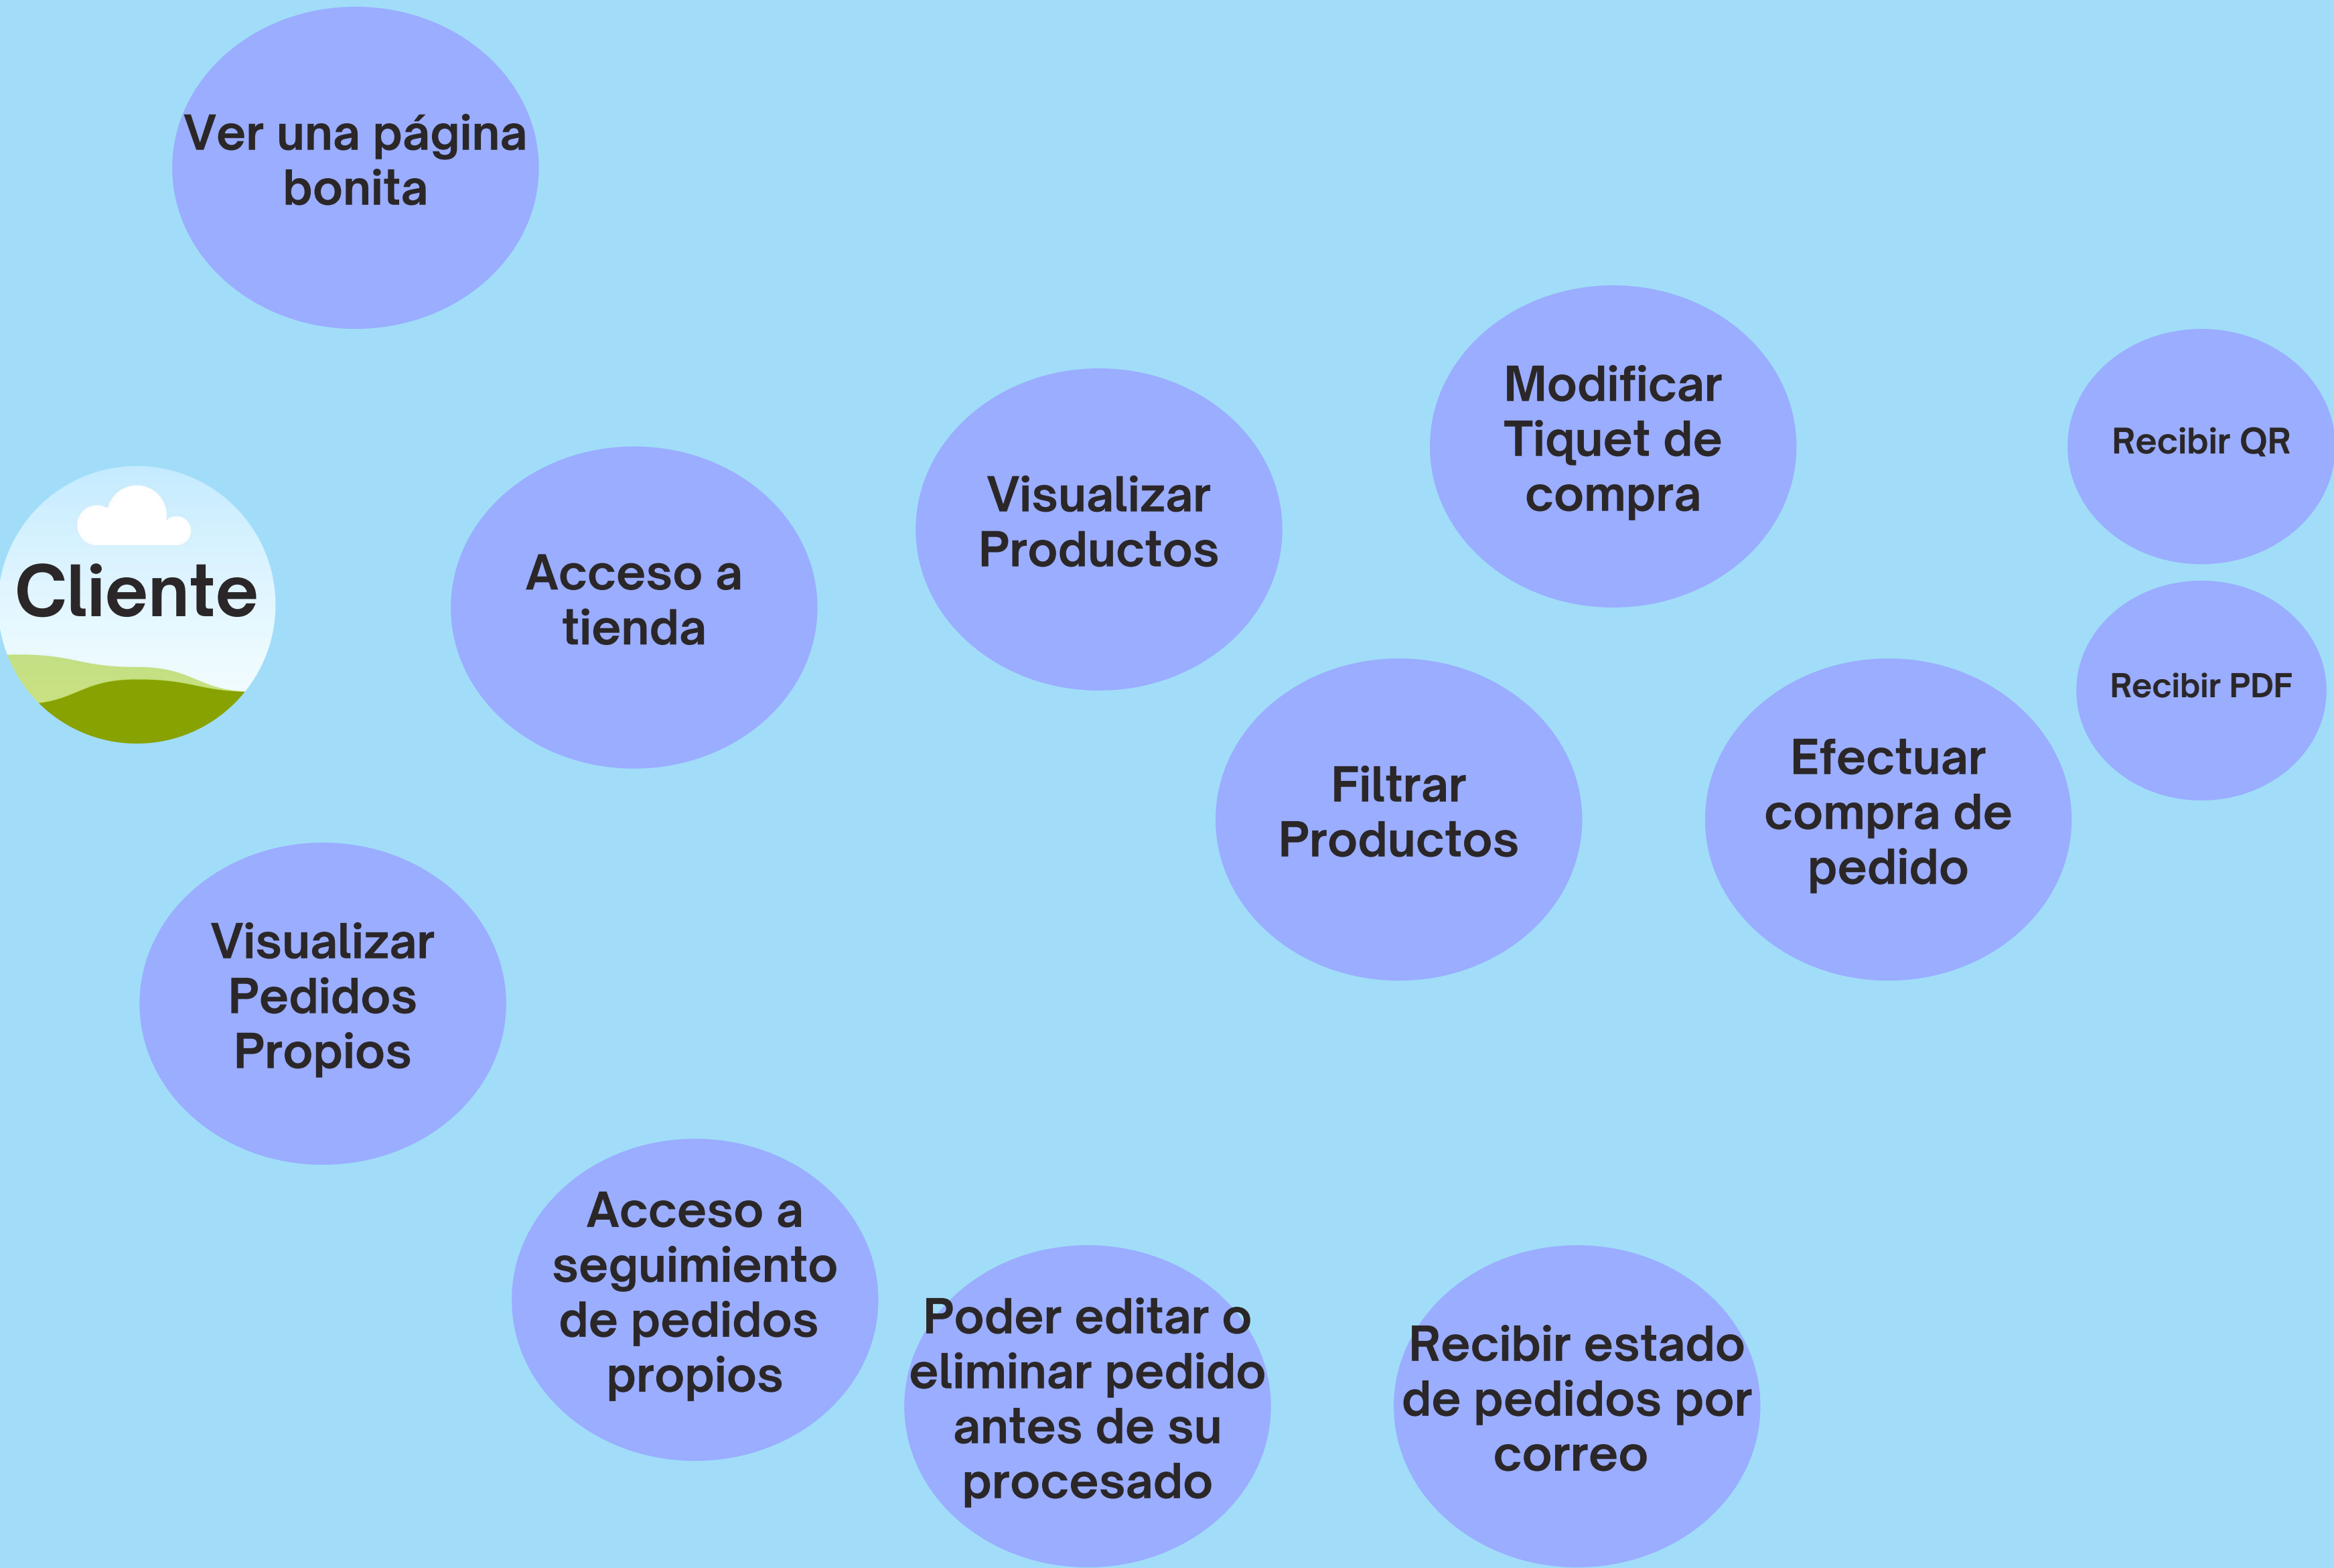 Ver una página
bonita
Modificar
Tiquet de
compra
Recibir QR
Visualizar
Productos
Cliente
Acceso a
tienda
Recibir PDF
Filtrar
Productos
Efectuar
compra de
pedido
Visualizar
Pedidos
Propios
Acceso a
seguimiento
de pedidos
propios
Poder editar o
eliminar pedido
antes de su
procesado
Recibir estado
de pedidos por
correo